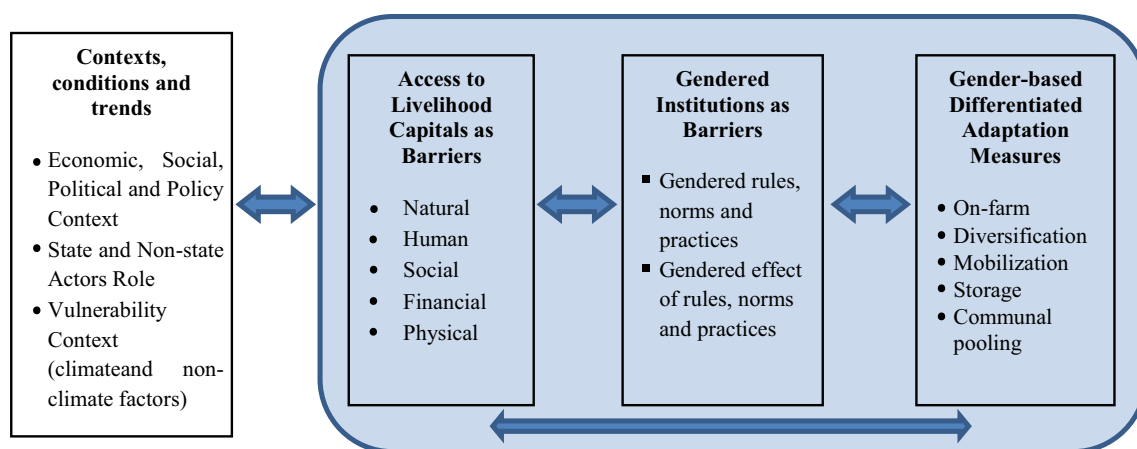 Contexts,
conditions and
trends
• Economic, Social,
Political and Policy
Context
• State and Non-state
Actors Role
• Vulnerability
Context
(climateand non-
climate factors)
Access to
Livelihood
Capitals as
Barriers
• Natural
• Human
• Social
• Financial
• Physical
Gendered
Institutions as
Barriers
▪ Gendered rules,
norms and
practices
▪ Gendered effect
of rules, norms
and practices
Gender-based
Differentiated
Adaptation
Measures
• On-farm
• Diversification
• Mobilization
• Storage
• Communal
pooling